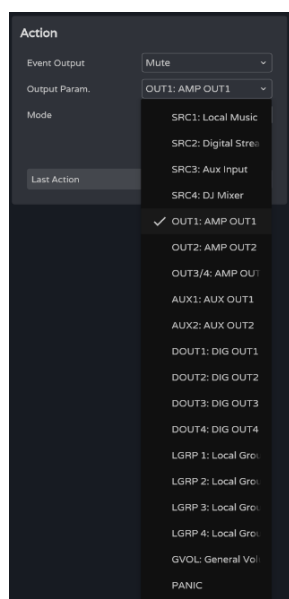 Action
Event Output Mute
Output Param. OUT1: AMP OUT1
Mode
SRC1: Local Music
SRC2: Digital Strea
SRC3: Aux Input
Last Action
SRC4: DJ Mixer
OUT1: AMP OUT1
OUT2: AMP OUT2
OUT3/4: AMP OUT
AUX1: AUX OUT1
AUX2: AUX OUT2
DOUT1: DIG OUT1
DOUT2: DIG OUT2
DOUT3: DIG OUT3
DOUT4: DIG OUT4
LGRP 1: Local Grou
LGRP 2: Local Grou
LGRP 3: Local Grou
LGRP 4: Local Grou
GVOL: General Vol
PANIC